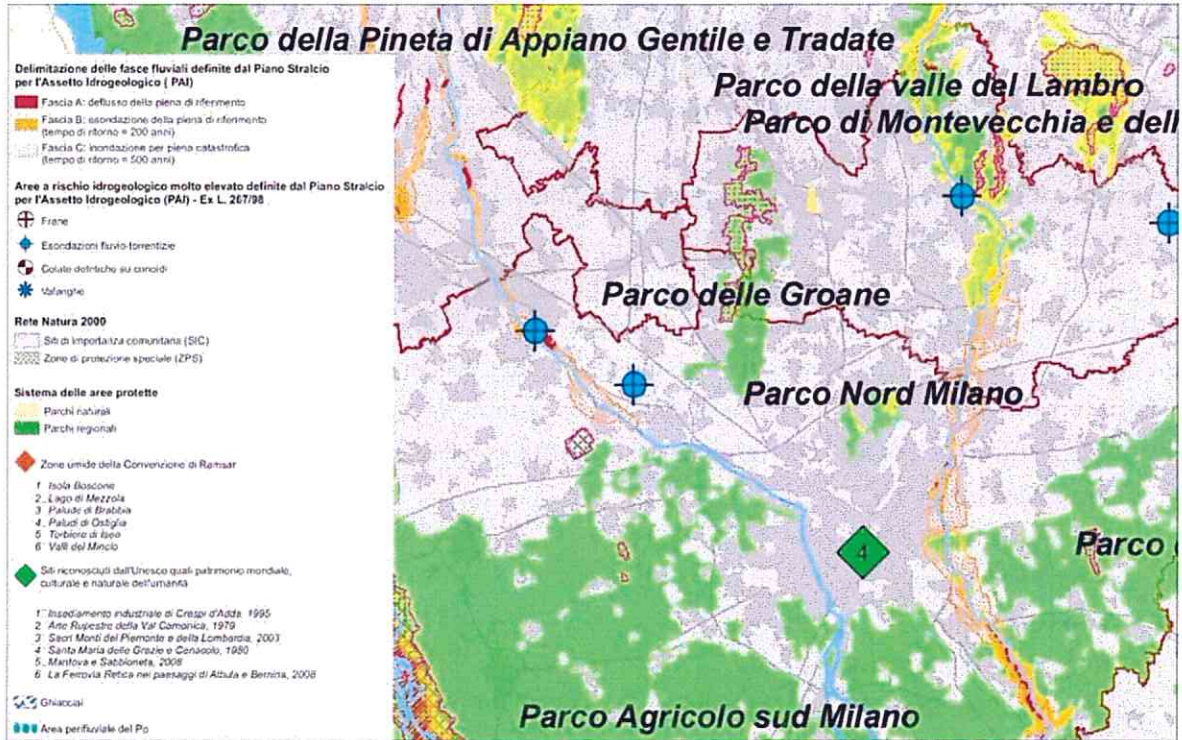 Parco della Pineta di Appiano Gentile e Tradate
Delimitazione delle fasce fluviali definite dal Piano Stralcio
per l'Assetto Idrogeologico ( PAI)
Fascia A: deflusso della piena di riferimento
Fascia B: esondazione della piena di riferimento
(tempo di ritorno = 200 anni)
Fascia C: inondazione per piena catastrofica
(tempo di ritorno = 500 anni)
Aree a rischio idrogeologico molto elevato definite dal Piano Stralcio
per l'Assetto Idrogeologico (PAI) - Ex L. 267/98
Frane
Esondazioni fluvio-torrentizie
Colate detritiche su conoidi
Valanghe
Rete Natura 2000
Siti di importanza comunitaria (SIC)
Zone di protezione speciale (ZPS)
Sistema delle aree protette
Parchi naturali
Parchi regionali
Zone umide della Convenzione di Ramsar
1 Isola Boscone
2 Lago di Mezzola
3 Palude di Brabbia
4 Paludi di Ostiglia
5 Torbiere di Iseo
6 Valli del Mincio
Siti riconosciuti dall'Unesco quali patrimonio mondiale,
culturale e naturale dell'umanità
1 Insediamento industriale di Crespi d'Adda, 1995
2 Arte Rupestre della Val Camonica, 1979
3 Sacri Monti del Piemonte e della Lombardia, 2003
4 Santa Maria delle Grazie e Cenacolo, 1980
5 Mantova e Sabbioneta, 2008
6 La Ferrovia Retica nei paesaggi di Albula e Bernina, 2008
Ghiacciai
Area perifluviale del Po
Parco della valle del Lambro
Parco di Montevecchia e dell
Parco delle Groane
Parco Nord Milano
4
Parco
Parco Agricolo sud Milano